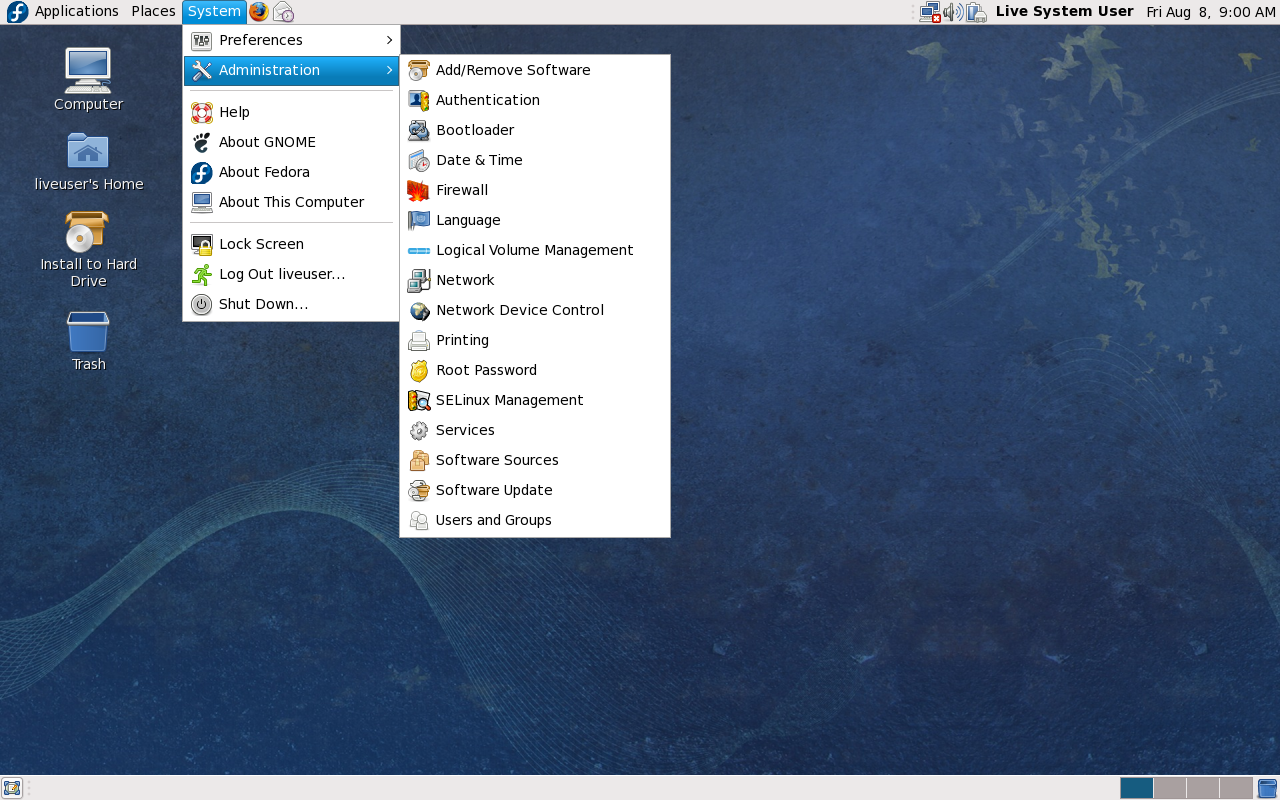 Applications Places System
Live System User Fri Aug 8, 9:00 AM
Computer
liveuser's Home
Install to Hard
Drive
Trash
Preferences
Administration
Help
About GNOME
About Fedora
About This Computer
Lock Screen
Log Out liveuser...
Shut Down...
Add/Remove Software
Authentication
Bootloader
Date & Time
Firewall
Language
Logical Volume Management
Network
Network Device Control
Printing
Root Password
SELinux Management
Services
Software Sources
Software Update
Users and Groups